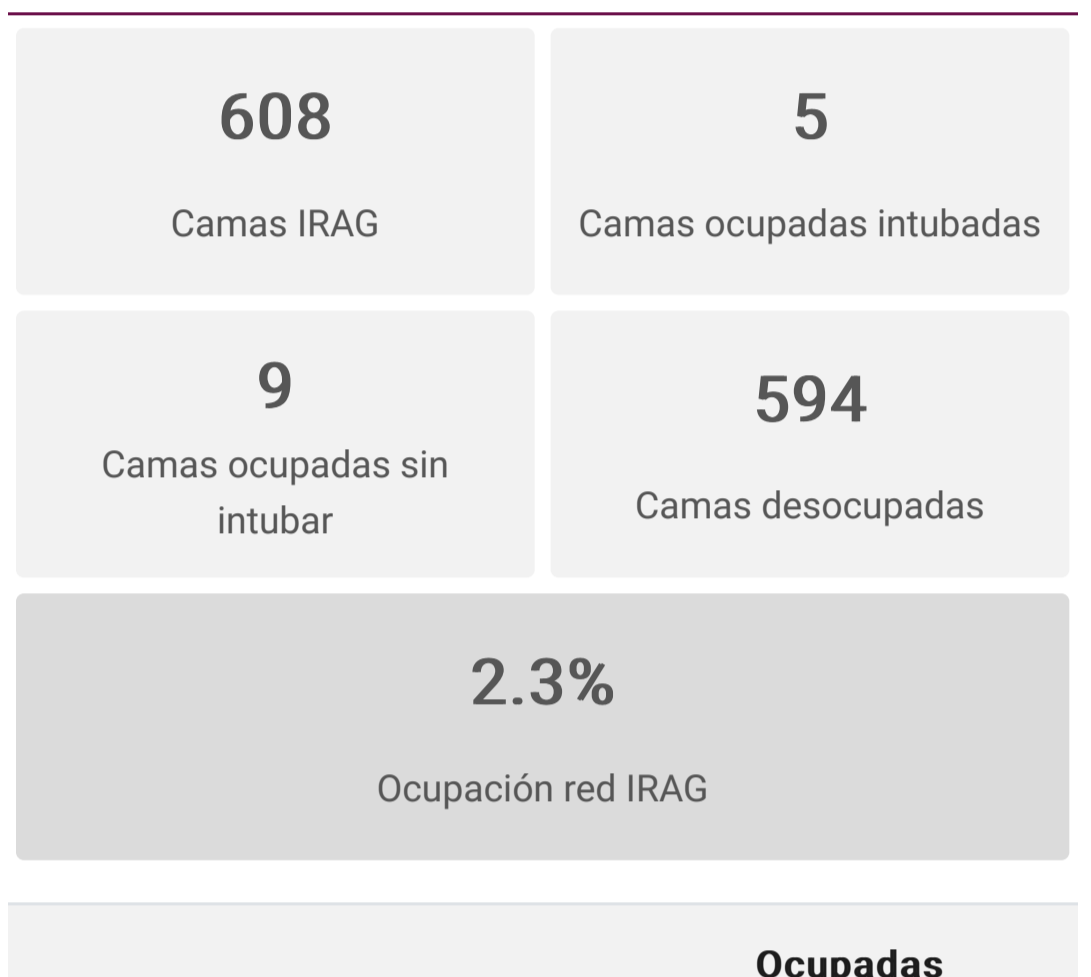 608
Camas IRAG
5
Camas ocupadas intubadas
9
Camas ocupadas sin
intubar
594
Camas desocupadas
2.3%
Ocupación red IRAG
Ocupadas